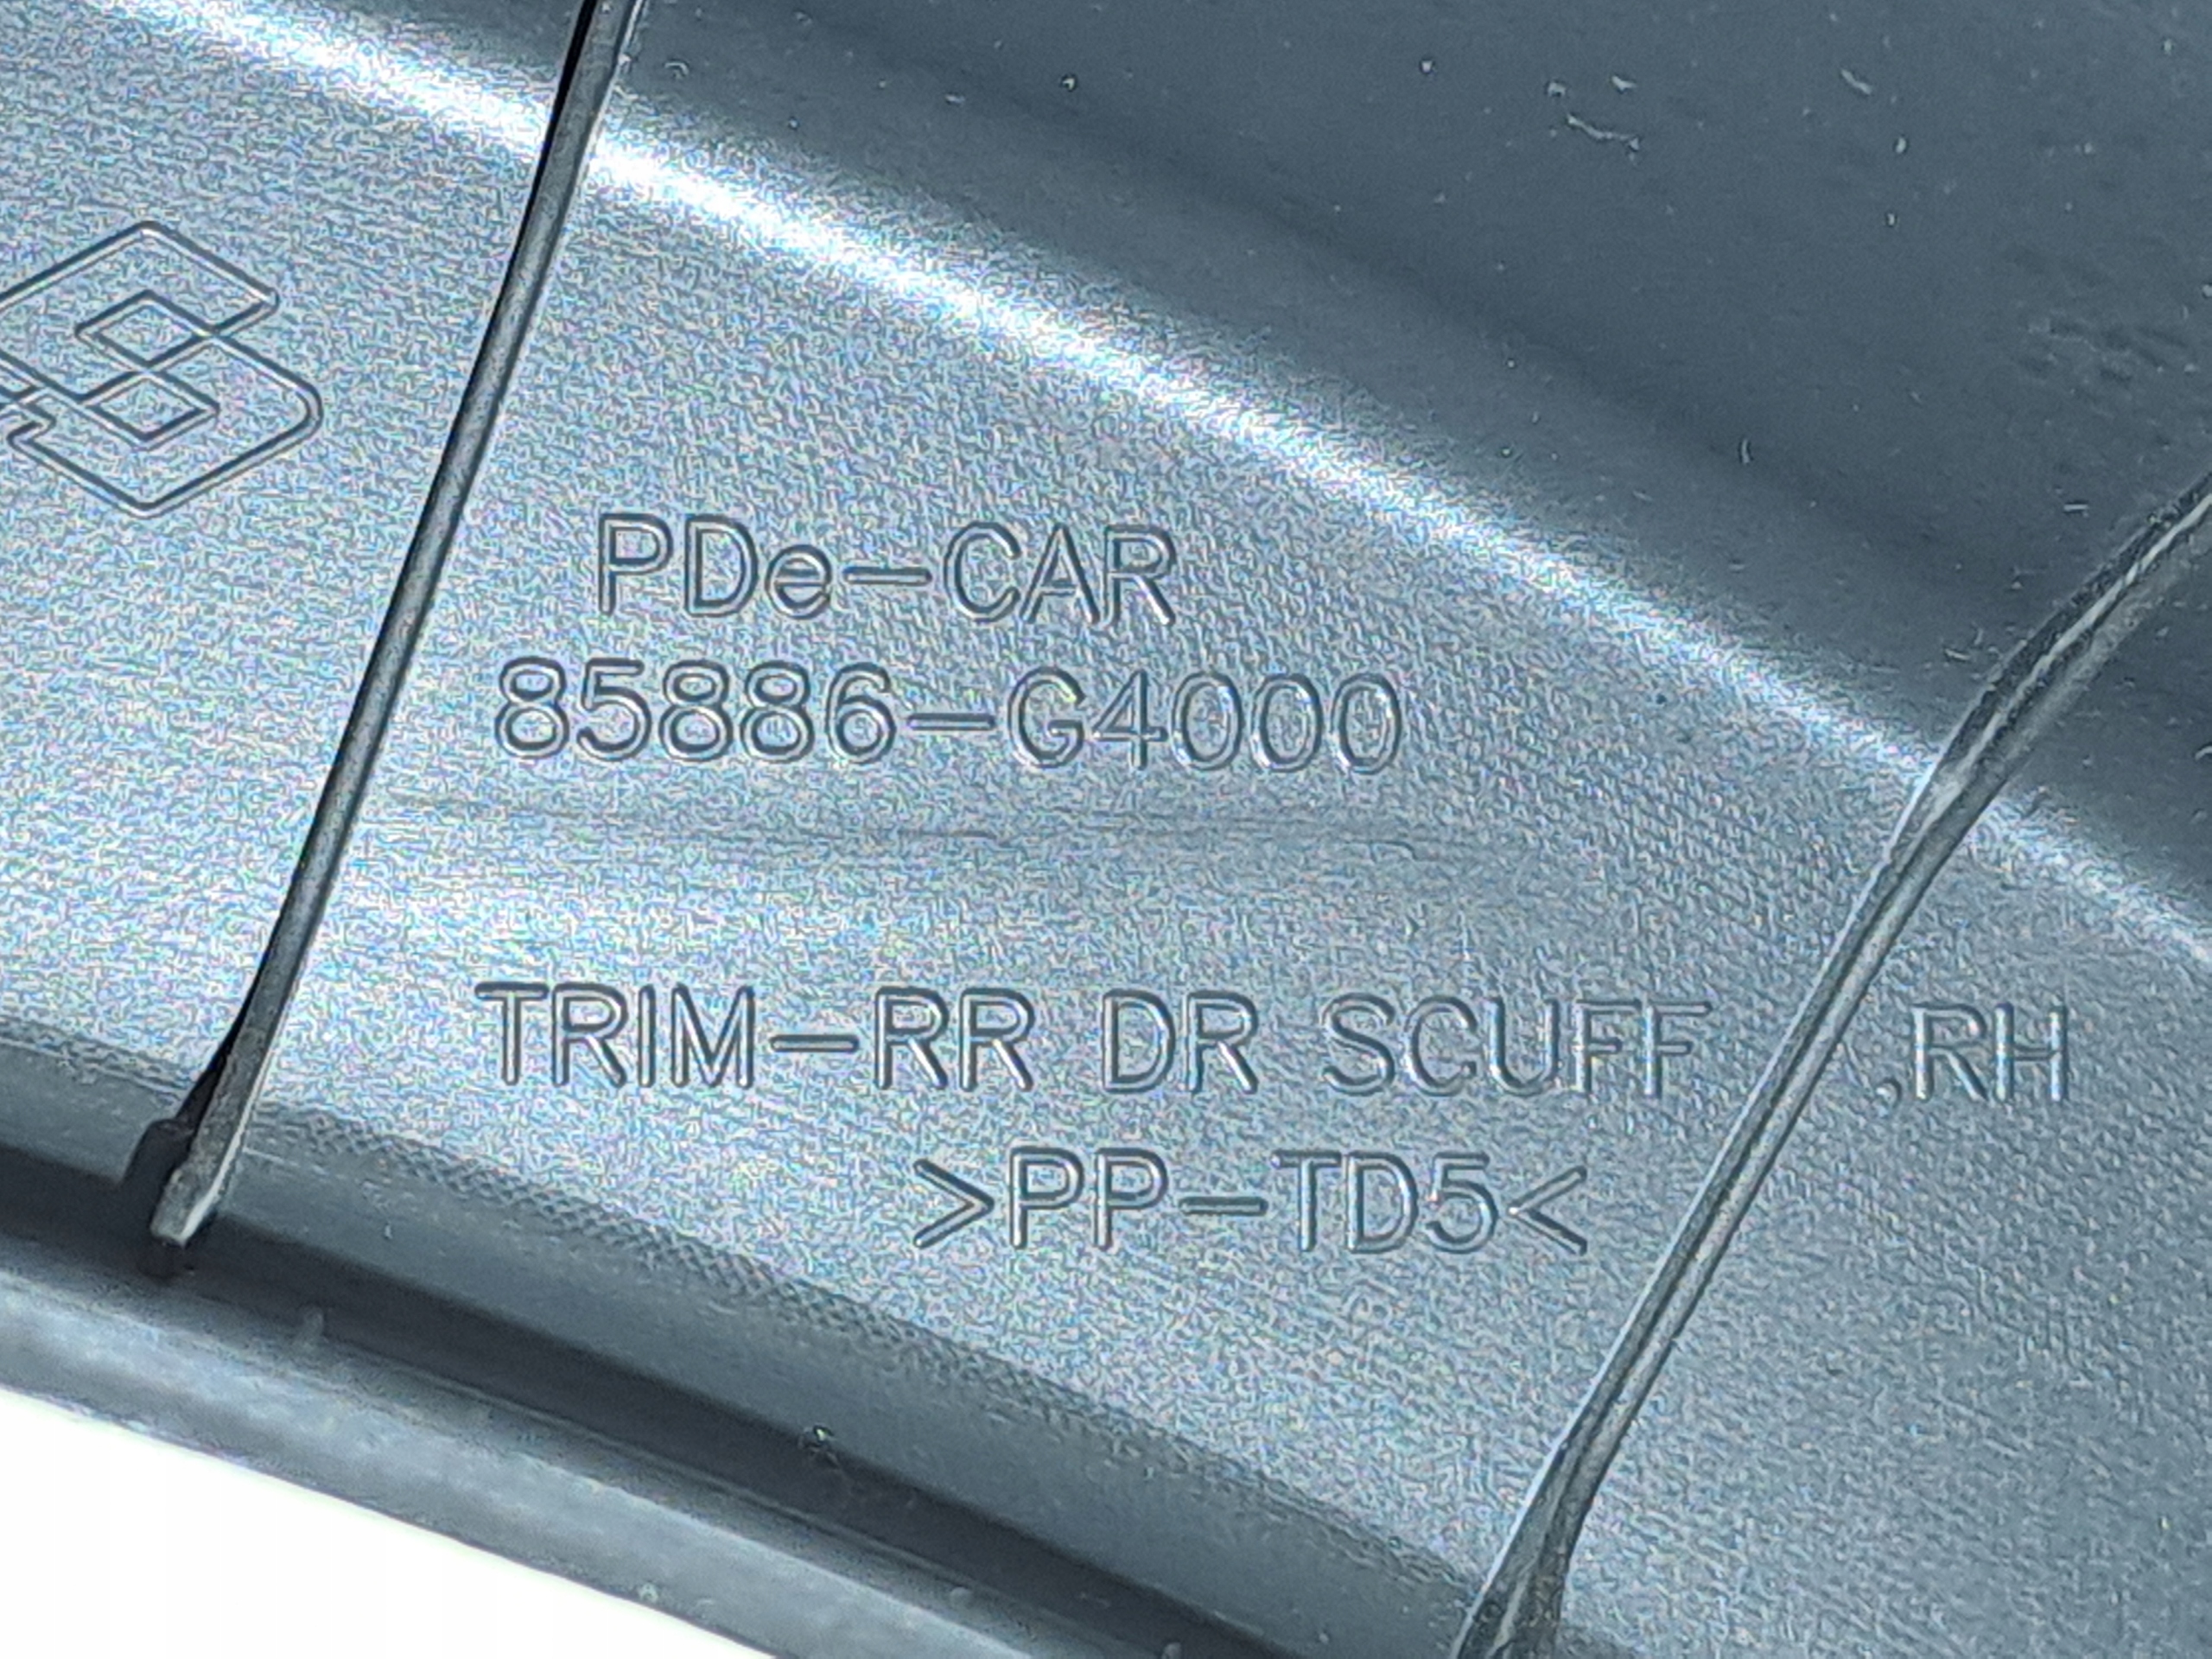 PDe-CAR
85886-G4000
TRIM-RR DR SCUFF ,RH
>PP-TD5<